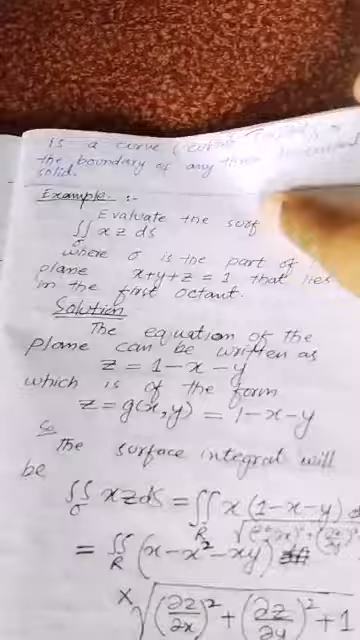 is a curve
the boundary of any three
solid.
Example :-
Evaluate the surf
∬σ xz ds
where σ is the part of
plane x+y+z = 1 that lies
in the first octant.
Solution
The equation of the
plane can be written as
z = 1-x-y
which is of the form
z = g(x,y) = 1-x-y
So
The surface integral will
be
∬σ xzds = ∬R x(1-x-y)
= ∬R (x-x²-xy)
×√(∂z/∂x)² + (∂z/∂y)² + 1